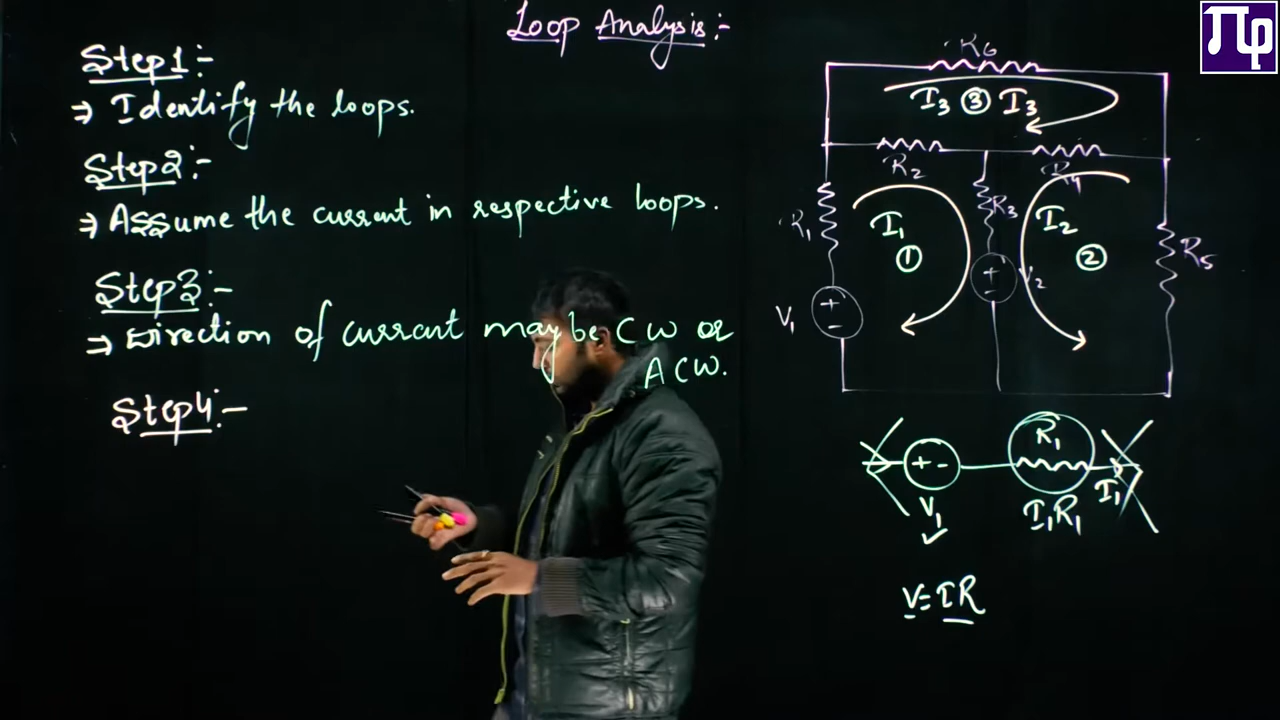 Loop Analysis:-
Step1:-
⇒ Identify the loops.
Step2:-
⇒ Assume the current in respective loops.
Step3:-
⇒ Direction of current may be CW or
ACW.
Step4:-
R6
I3 ③ I3
R2
R4
R1
I1
①
R3
I2
②
R5
V1
+
-
+
-
V2
+ -
V1
R1
I1R1
I1
V=IR
πφ